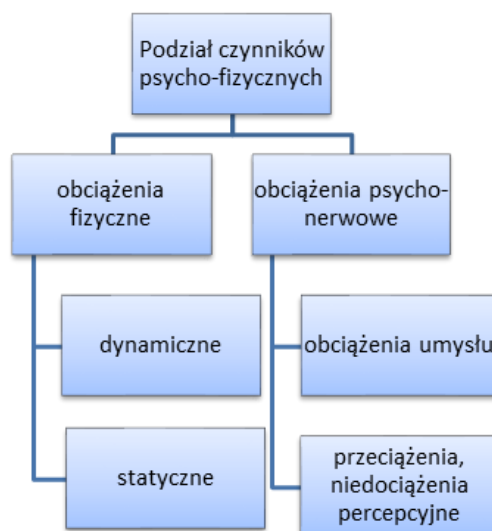 Podział czynników
psycho-fizycznych
obciążenia
fizyczne
obciążenia psycho-
nerwowe
dynamiczne
obciążenia umysłu
statyczne
przeciążenia,
niedociążenia
percepcyjne